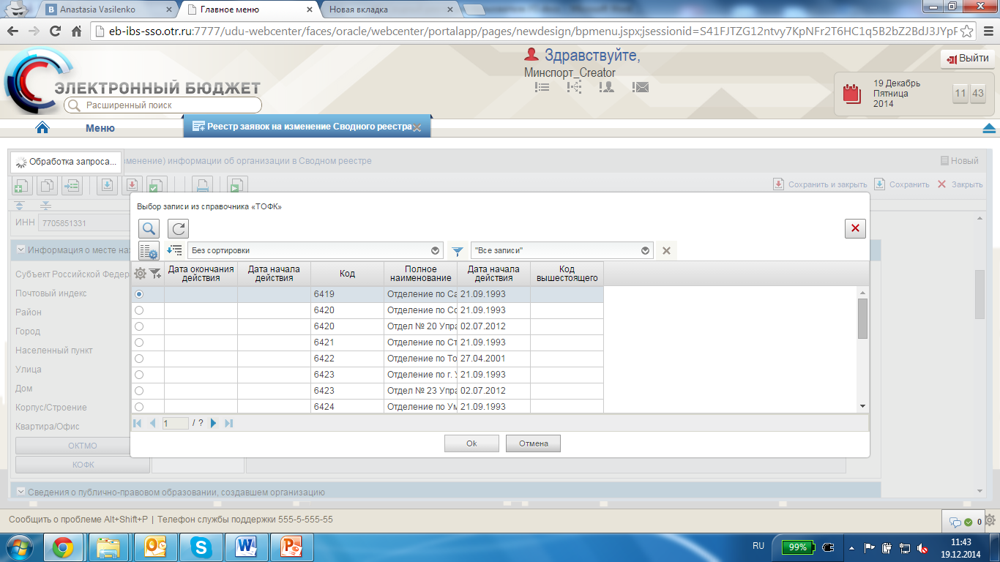 Anastasia Vasilenko
Главное меню
Новая вкладка
eb-ibs-sso.otr.ru:7777/udu-webcenter/faces/oracle/webcenter/portalapp/pages/newdesign/bpmenu.jspx;jsessionid=S41FJTZG12ntvy7KpNFr2T6HC1q5B2bZ2BdJ3JYpF
ЭЛЕКТРОННЫЙ БЮДЖЕТ
Расширенный поиск
Здравствуйте,
Минспорт_Creator
Выйти
19 Декабрь
Пятница
2014
11 43
Меню
Реестр заявок на изменение Сводного реестра
Обработка запроса...
зменение) информации об организации в Сводном реестре
Новый
Сохранить и закрыть
Сохранить
Закрыть
ИНН 7705851331
Информация о месте на
Субъект Российской Федер
Почтовый индекс
Район
Город
Населенный пункт
Улица
Дом
Корпус/Строение
Квартира/Офис
ОКТМО
КОФК
Сведения о публично-правовом образовании, создавшем организацию
Выбор записи из справочника «ТОФК»
Без сортировки
"Все записи"
Дата окончания действия
Дата начала действия
Код
Полное наименование
Дата начала действия
Код вышестоящего
6419 Отделение по Са 21.09.1993
6420 Отделение по Со 21.09.1993
6420 Отдел № 20 Упра 02.07.2012
6421 Отделение по Ст 21.09.1993
6422 Отделение по То 27.04.2001
6423 Отделение по г. У 21.09.1993
6423 Отдел № 23 Упра 02.07.2012
6424 Отделение по Ум 21.09.1993
1 / ?
Ok
Отмена
Сообщить о проблеме Alt+Shift+P | Телефон службы поддержки 555-5-555-55
0
RU
99%
11:43
19.12.2014